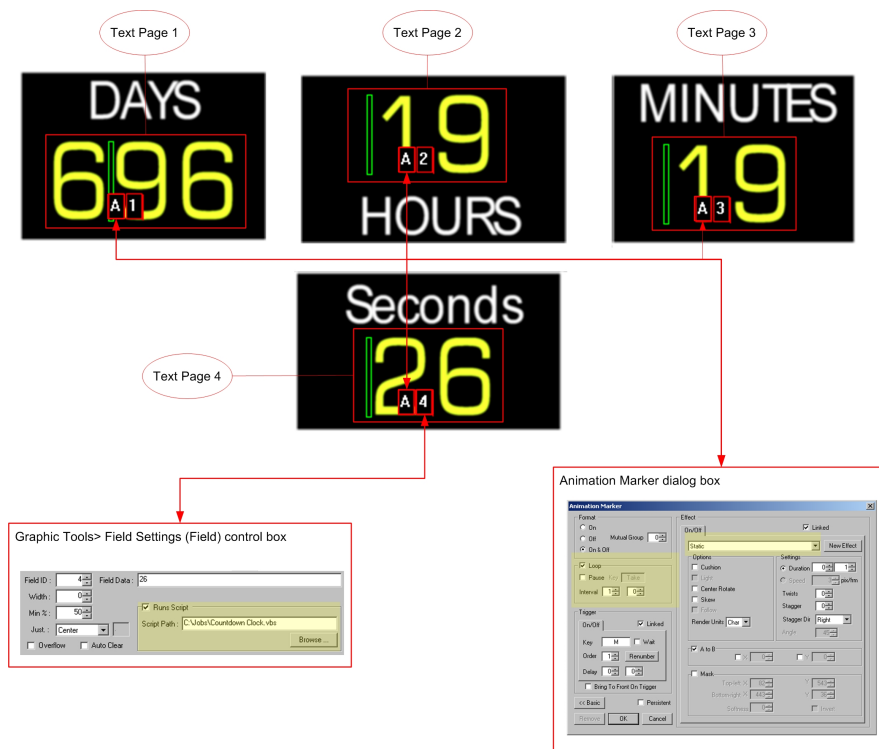 Text Page 1
Text Page 2
Text Page 3
DAYS
696
A 1
19
A 2
HOURS
MINUTES
19
A 3
Seconds
26
A 4
Text Page 4
Graphic Tools> Field Settings (Field) control box
Field ID : 4 Field Data : 26
Width : 0
Min % : 50
Just. : Center
Overflow Auto Clear
Runs Script
Script Path : C:\Jobs\Countdown Clock.vbs
Browse ...
Animation Marker dialog box
Animation Marker
Format
On
Off Mutual Group 0
On & Off
Loop
Pause Key Take
Interval 1 0
Trigger
On/Off Linked
Key M Wait
Order 1 Renumber
Delay 0 0
Bring To Front On Trigger
<< Basic Persistent
Remove OK Cancel
Effect
On/Off Linked
Static New Effect
Options
Cushion
Light
Center Rotate
Skew
Follow
Render Units Char
Settings
Duration 0 1
Speed pix/frm
Twists 0
Stagger 0
Stagger Dir Right
Angle 45
A to B
X 0 Y 0
Mask
Top-left X Y
Bottom-right X Y
Softness 0 Invert